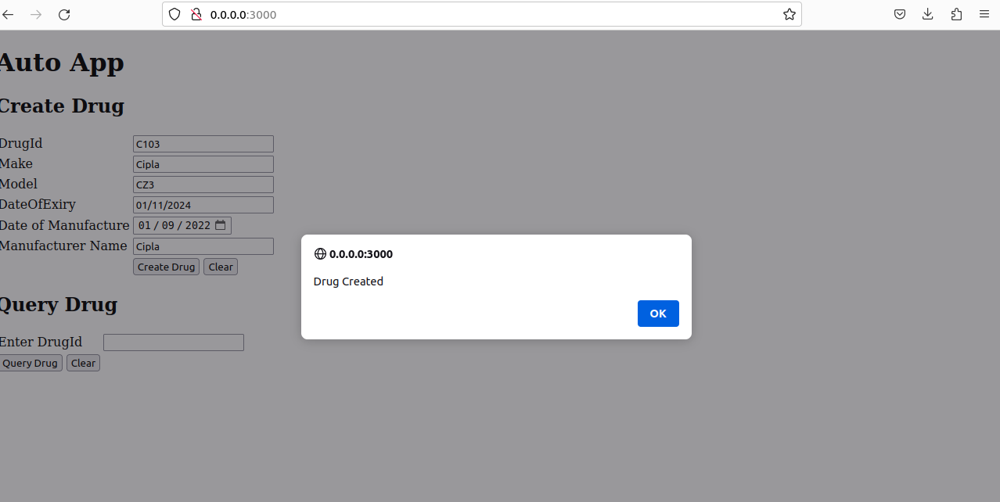 0.0.0.0:3000
Auto App
Create Drug
DrugId C103
Make Cipla
Model CZ3
DateOfExiry 01/11/2024
Date of Manufacture 01 / 09 / 2022
Manufacturer Name Cipla
Create Drug Clear
0.0.0.0:3000
Drug Created
OK
Query Drug
Enter DrugId
Query Drug Clear